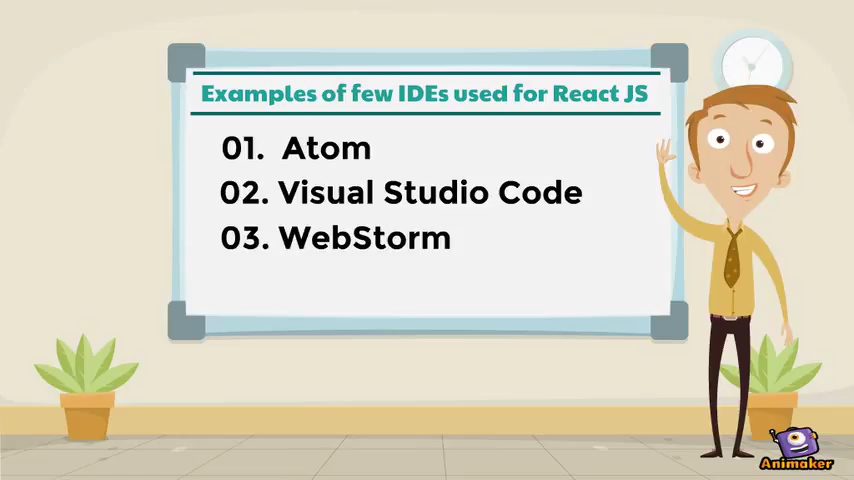 Examples of few IDEs used for React JS
01. Atom
02. Visual Studio Code
03. WebStorm
Animaker